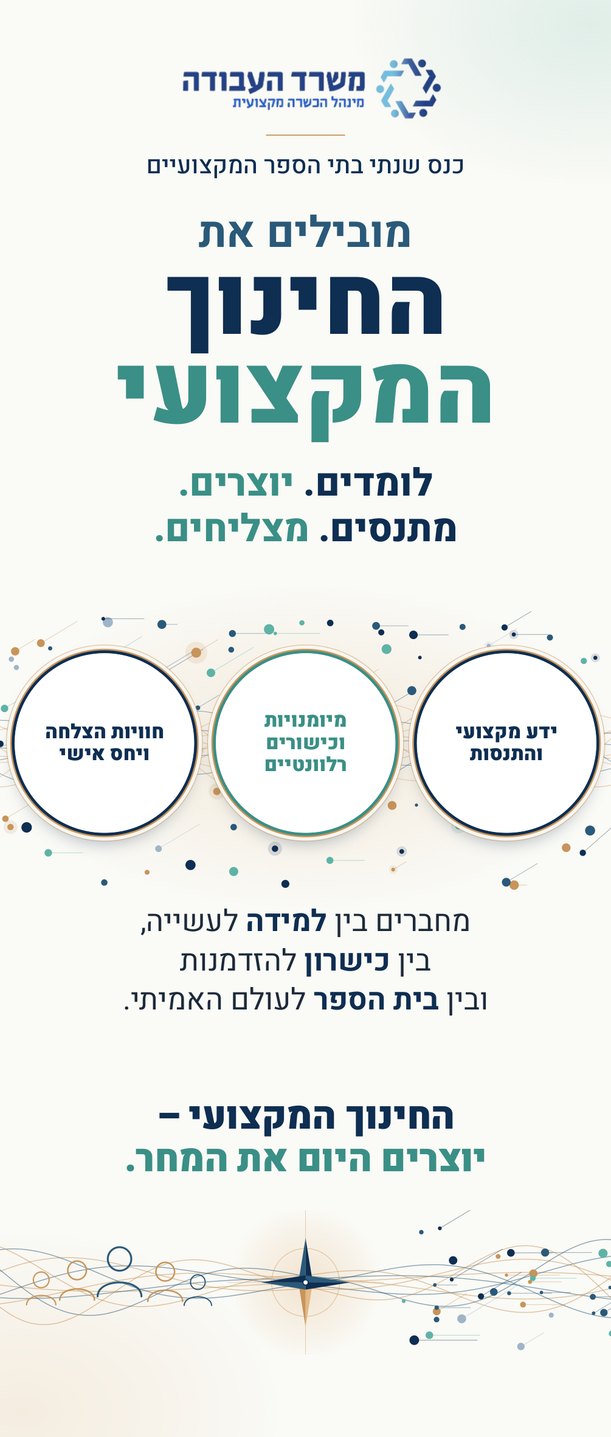 משרד העבודה
מינהל הכשרה מקצועית
כנס שנתי בתי הספר המקצועיים
מובילים את
החינוך
המקצועי
לומדים. יוצרים.
מתנסים. מצליחים.
ידע מקצועי
והתנסות
מיומנויות
וכישורים
רלוונטיים
חוויות הצלחה
ויחס אישי
מחברים בין למידה לעשייה,
בין כישרון להזדמנות
ובין בית הספר לעולם האמיתי.
החינוך המקצועי –
יוצרים היום את המחר.